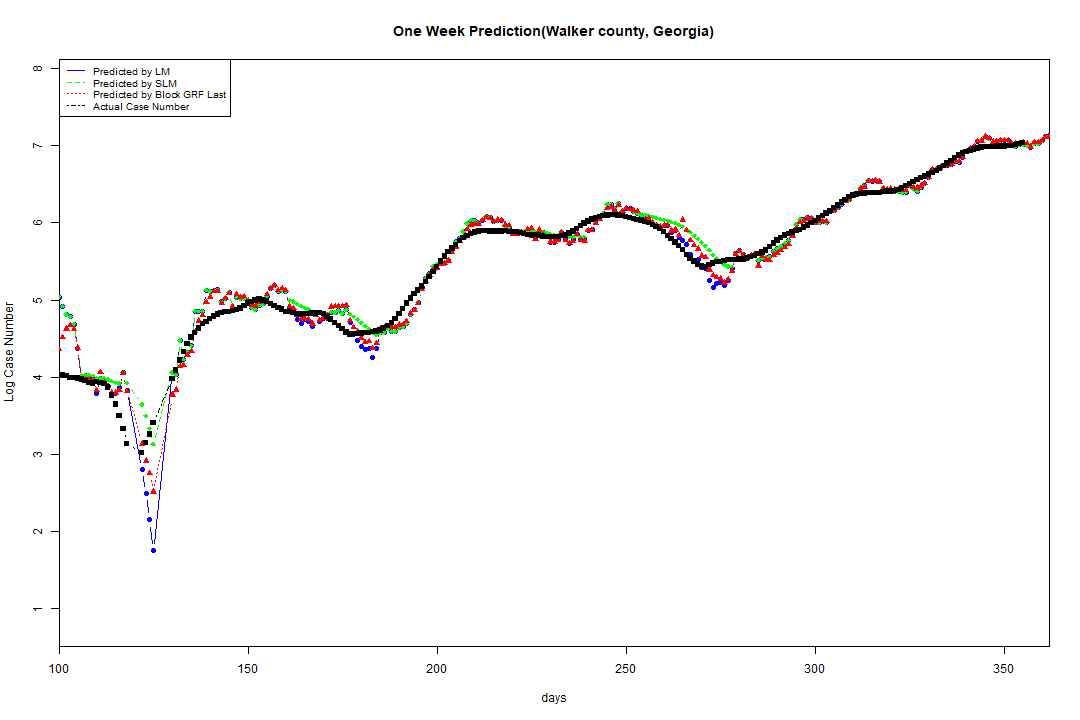 One Week Prediction(Walker county, Georgia)
Predicted by LM
Predicted by SLM
Predicted by Block GRF Last
Actual Case Number
8
7
6
5
4
3
2
1
Log Case Number
100 150 200 250 300 350
days